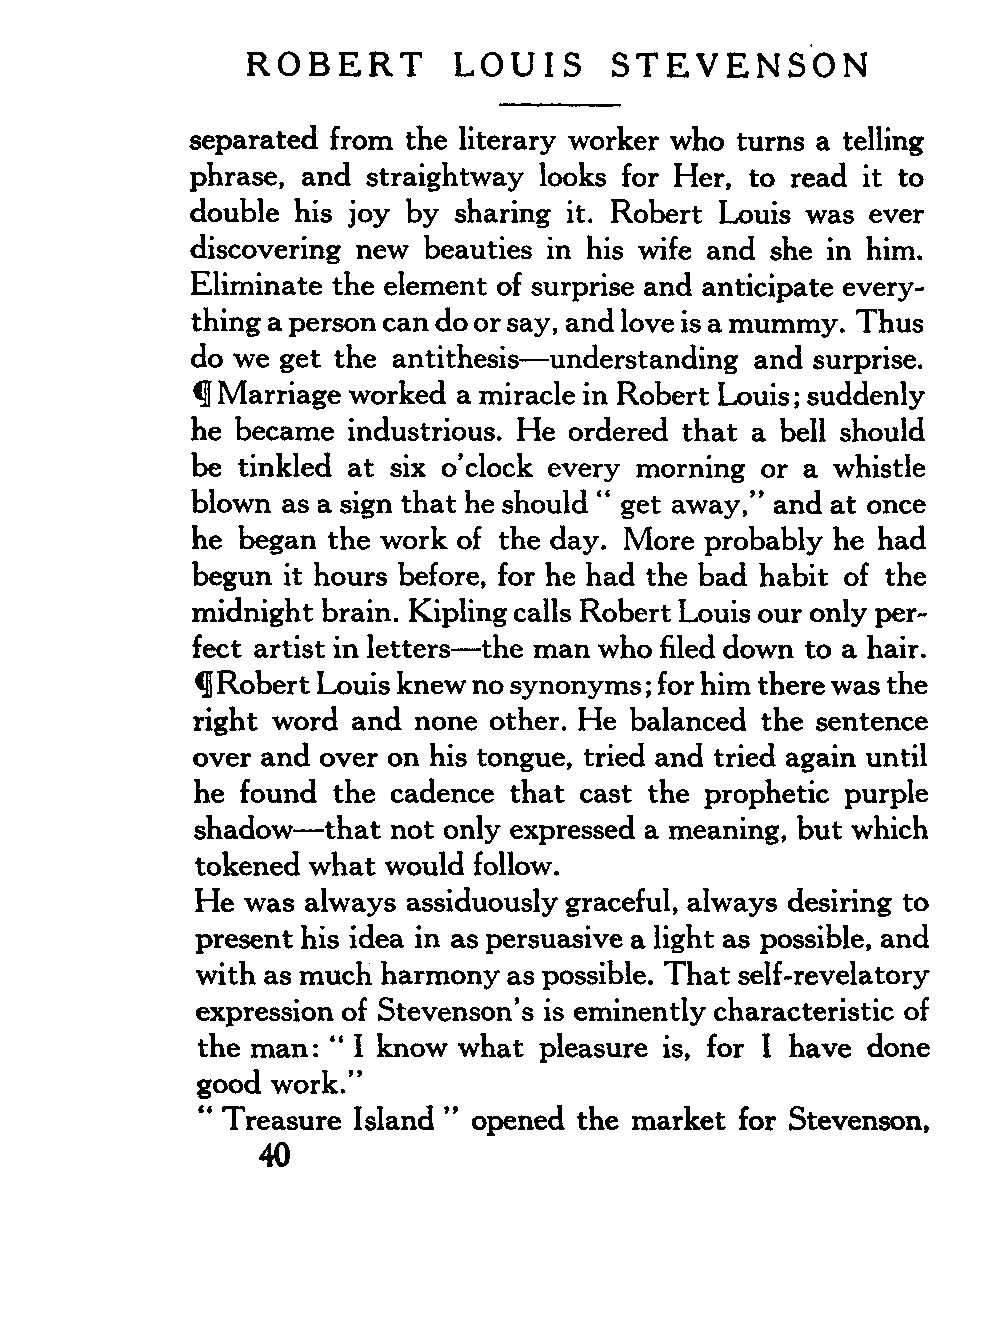 ROBERT LOUIS STEVENSON
separated from the literary worker who turns a telling
phrase, and straightway looks for Her, to read it to
double his joy by sharing it. Robert Louis was ever
discovering new beauties in his wife and she in him.
Eliminate the element of surprise and anticipate every-
thing a person can do or say, and love is a mummy. Thus
do we get the antithesis—understanding and surprise.
¶ Marriage worked a miracle in Robert Louis; suddenly
he became industrious. He ordered that a bell should
be tinkled at six o'clock every morning or a whistle
blown as a sign that he should “ get away,” and at once
he began the work of the day. More probably he had
begun it hours before, for he had the bad habit of the
midnight brain. Kipling calls Robert Louis our only per-
fect artist in letters—the man who filed down to a hair.
¶ Robert Louis knew no synonyms; for him there was the
right word and none other. He balanced the sentence
over and over on his tongue, tried and tried again until
he found the cadence that cast the prophetic purple
shadow—that not only expressed a meaning, but which
tokened what would follow.
He was always assiduously graceful, always desiring to
present his idea in as persuasive a light as possible, and
with as much harmony as possible. That self-revelatory
expression of Stevenson's is eminently characteristic of
the man: “ I know what pleasure is, for I have done
good work.”
“ Treasure Island ” opened the market for Stevenson,
40